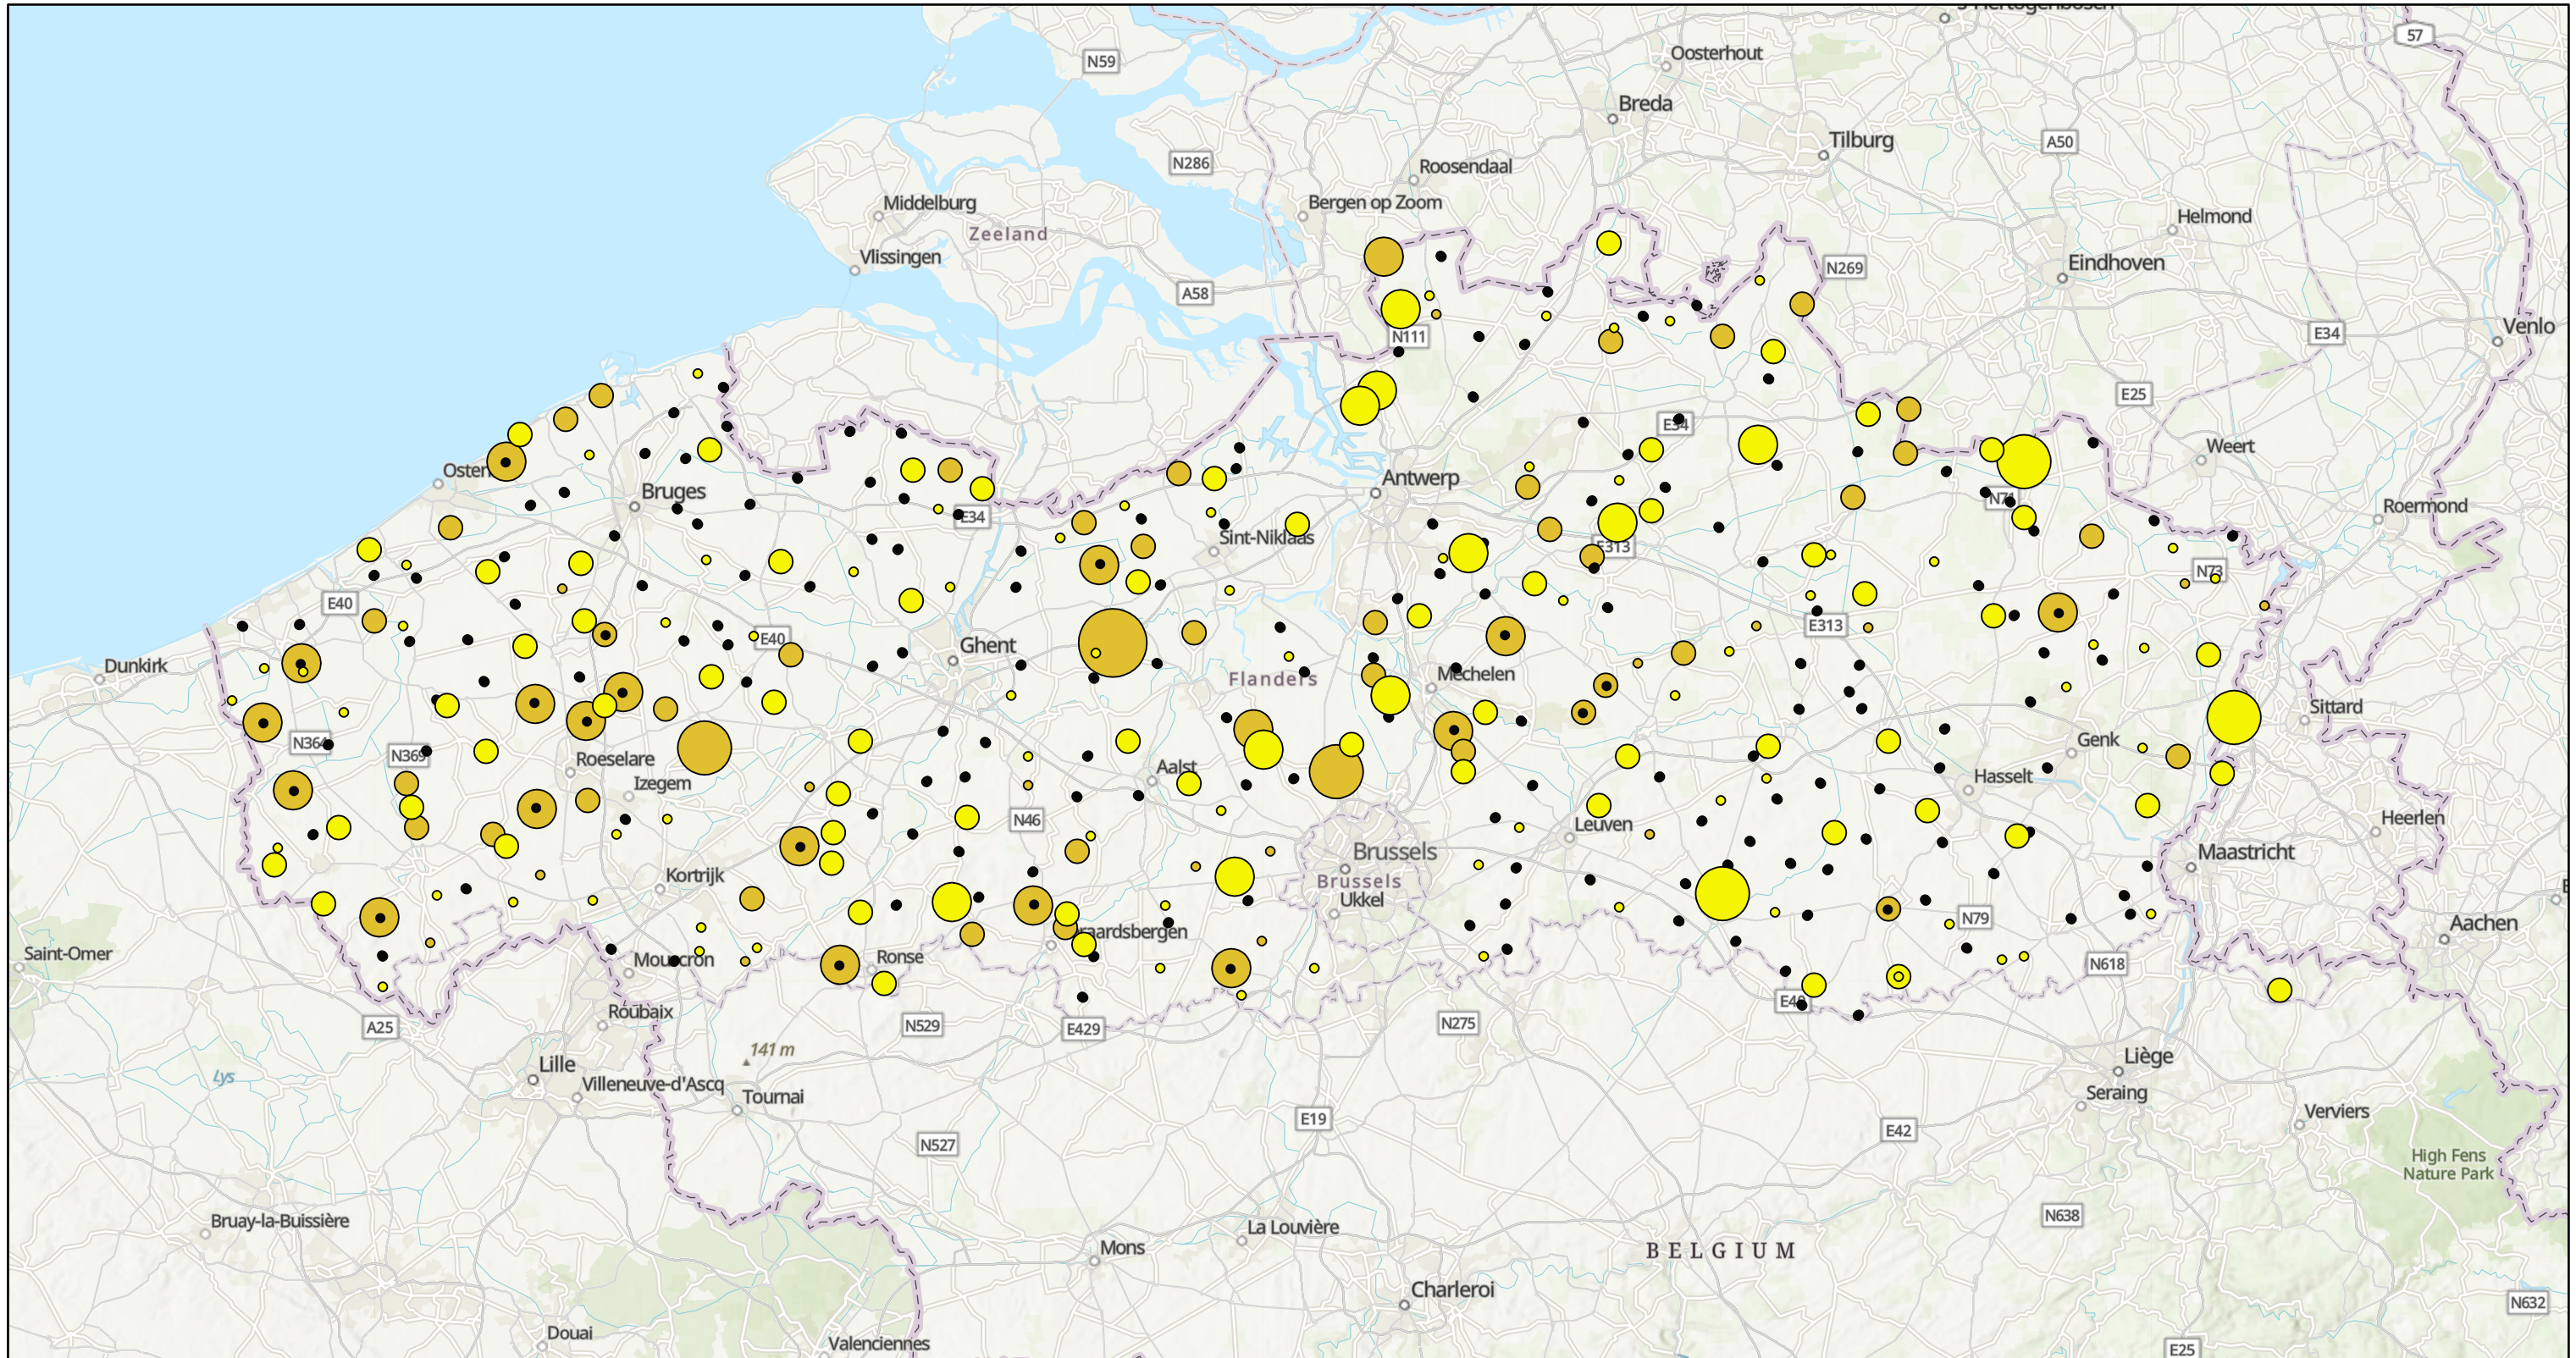 's-Hertogenbosch
57
Oosterhout
N59
Breda
Tilburg
A50
N286
Roosendaal
Middelburg
Bergen op Zoom
Helmond
Zeeland
Vlissingen
Eindhoven
N269
A58
Venlo
E34
N111
E25
E34
Weert
Osten
Antwerp
Bruges
N71
Roermond
E34
Sint-Niklaas
E313
N73
E40
E313
E40
Ghent
Dunkirk
Mechelen
Flanders
Sittard
N364
Genk
N369
Roeselare
Aalst
Hasselt
Izegem
N46
Leuven
Heerlen
Brussels
Maastricht
Kortrijk
Brussels
Ukkel
N79
Aachen
raardsbergen
Saint-Omer
Mouscron
Ronse
N618
E40
Roubaix
A25
N529
E429
N275
141 m
Liège
Lille
Lys
Villeneuve-d'Ascq
Seraing
Tournai
Verviers
E19
E42
N527
High Fens
Nature Park
Bruay-la-Buissière
N638
La Louvière
Mons
BELGIUM
Charleroi
N632
Douai
Valenciennes
E25